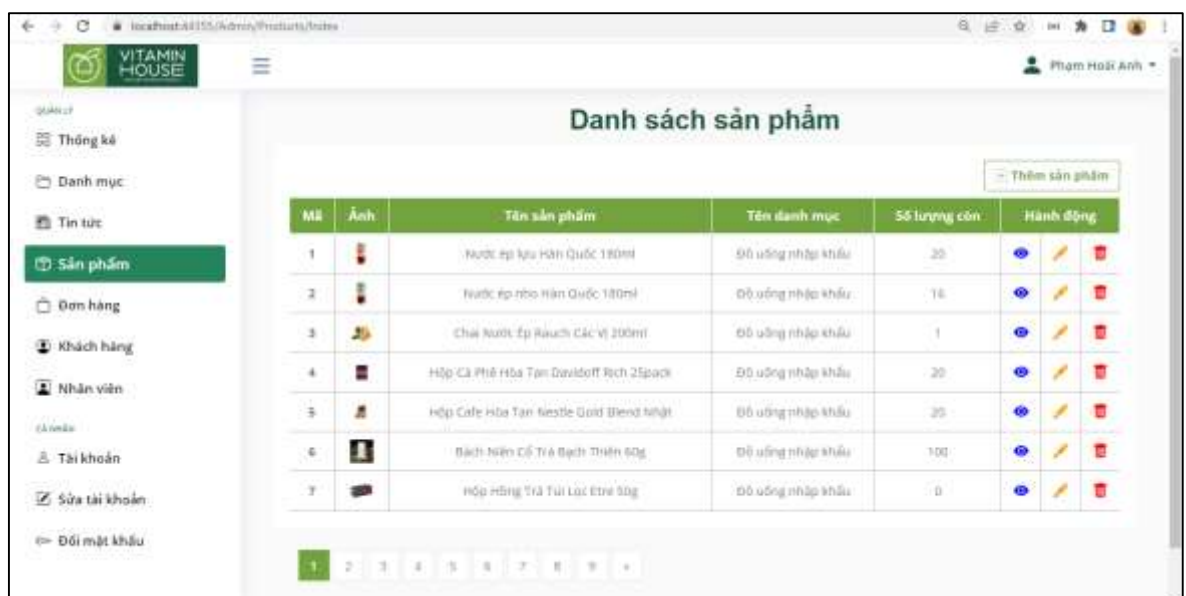 localhost:44355/Admin/Products/Index
VITAMIN
HOUSE
Phạm Hoài Anh
QUẢN LÝ
Thống kê
Danh mục
Tin tức
Sản phẩm
Đơn hàng
Khách hàng
Nhân viên
CÁ NHÂN
Tài khoản
Sửa tài khoản
Đổi mật khẩu
Danh sách sản phẩm
Thêm sản phẩm
Mã Ảnh Tên sản phẩm Tên danh mục Số lượng còn Hành động
1 Nước ép lựu Hàn Quốc 180ml Đồ uống nhập khẩu 20
2 Nước ép nho Hàn Quốc 180ml Đồ uống nhập khẩu 16
3 Chai Nước Ép Rauch Các Vị 200ml Đồ uống nhập khẩu 1
4 Hộp Cà Phê Hòa Tan Davidoff Rich 25pack Đồ uống nhập khẩu 20
5 Hộp Cafe Hòa Tan Nestle Gold Blend Nhật Đồ uống nhập khẩu 20
6 Bách Niên Cổ Trà Bạch Thiên 60g Đồ uống nhập khẩu 100
7 Hộp Hồng Trà Túi Lọc Etre 50g Đồ uống nhập khẩu 0
1 2 3 4 5 6 7 8 9 »